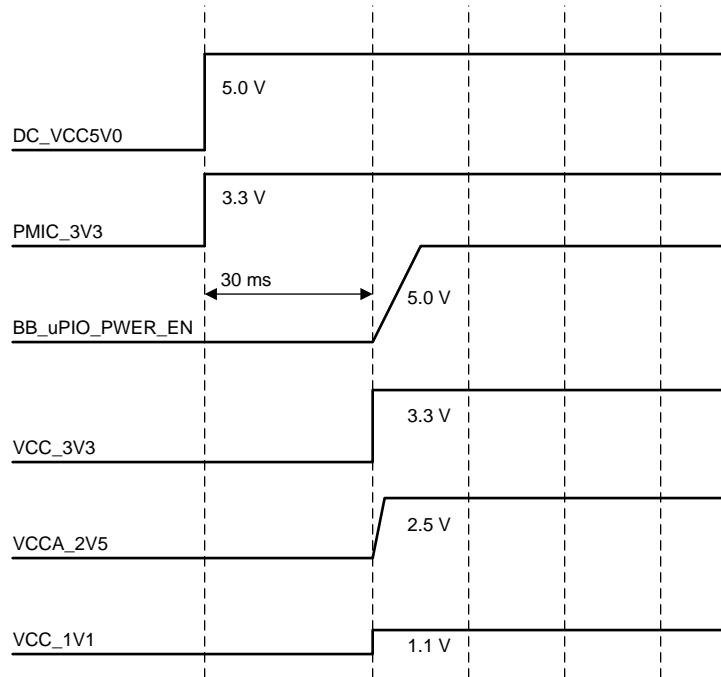 5.0 V
DC_VCC5V0
3.3 V
PMIC_3V3
30 ms
5.0 V
BB_uPIO_PWER_EN
3.3 V
VCC_3V3
2.5 V
VCCA_2V5
VCC_1V1
1.1 V